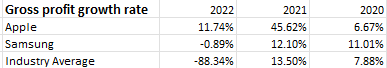 Gross profit growth rate 2022 2021 2020
Apple 11.74% 45.62% 6.67%
Samsung -0.89% 12.10% 11.01%
Industry Average -88.34% 13.50% 7.88%